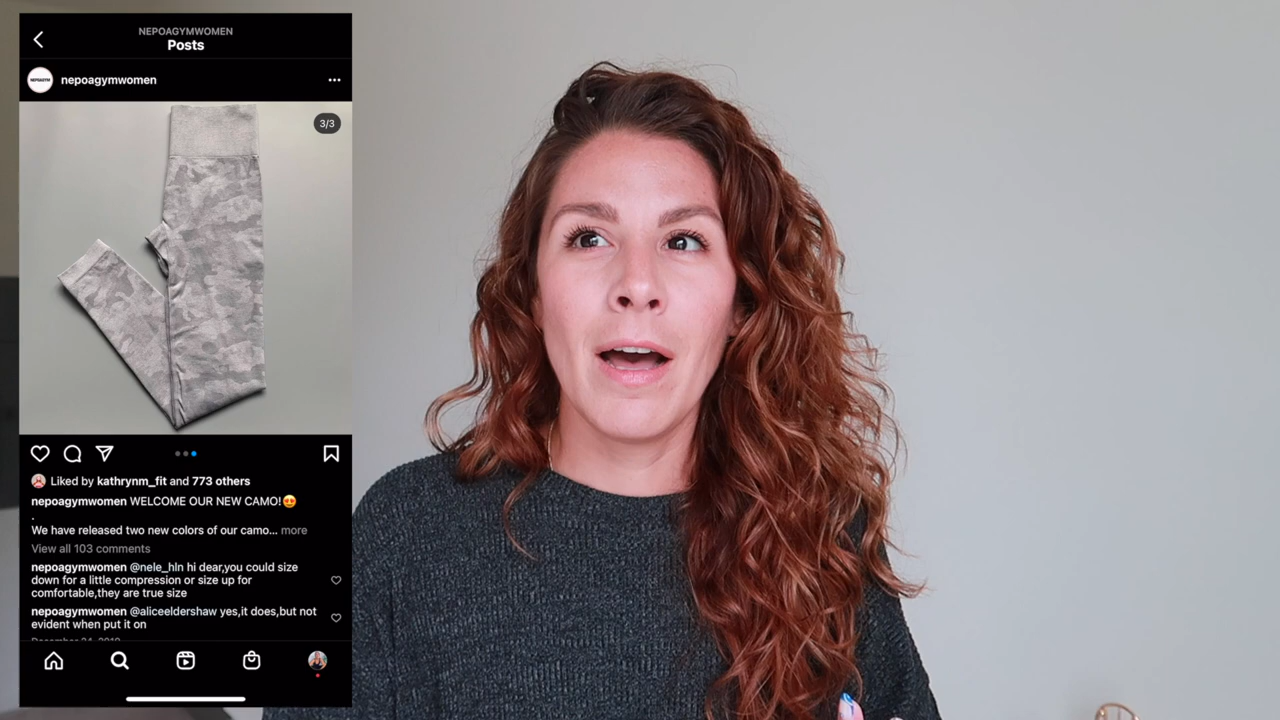 NEPOAGYMWOMEN
Posts
nepoagymwomen
3/3
Liked by kathrynm_fit and 773 others
nepoagymwomen WELCOME OUR NEW CAMO!😍
.
We have released two new colors of our camo... more
View all 103 comments
nepoagymwomen @nele_hln hi dear,you could size
down for a little compression or size up for
comfortable,they are true size
nepoagymwomen @aliceeldershaw yes,it does,but not
evident when put it on